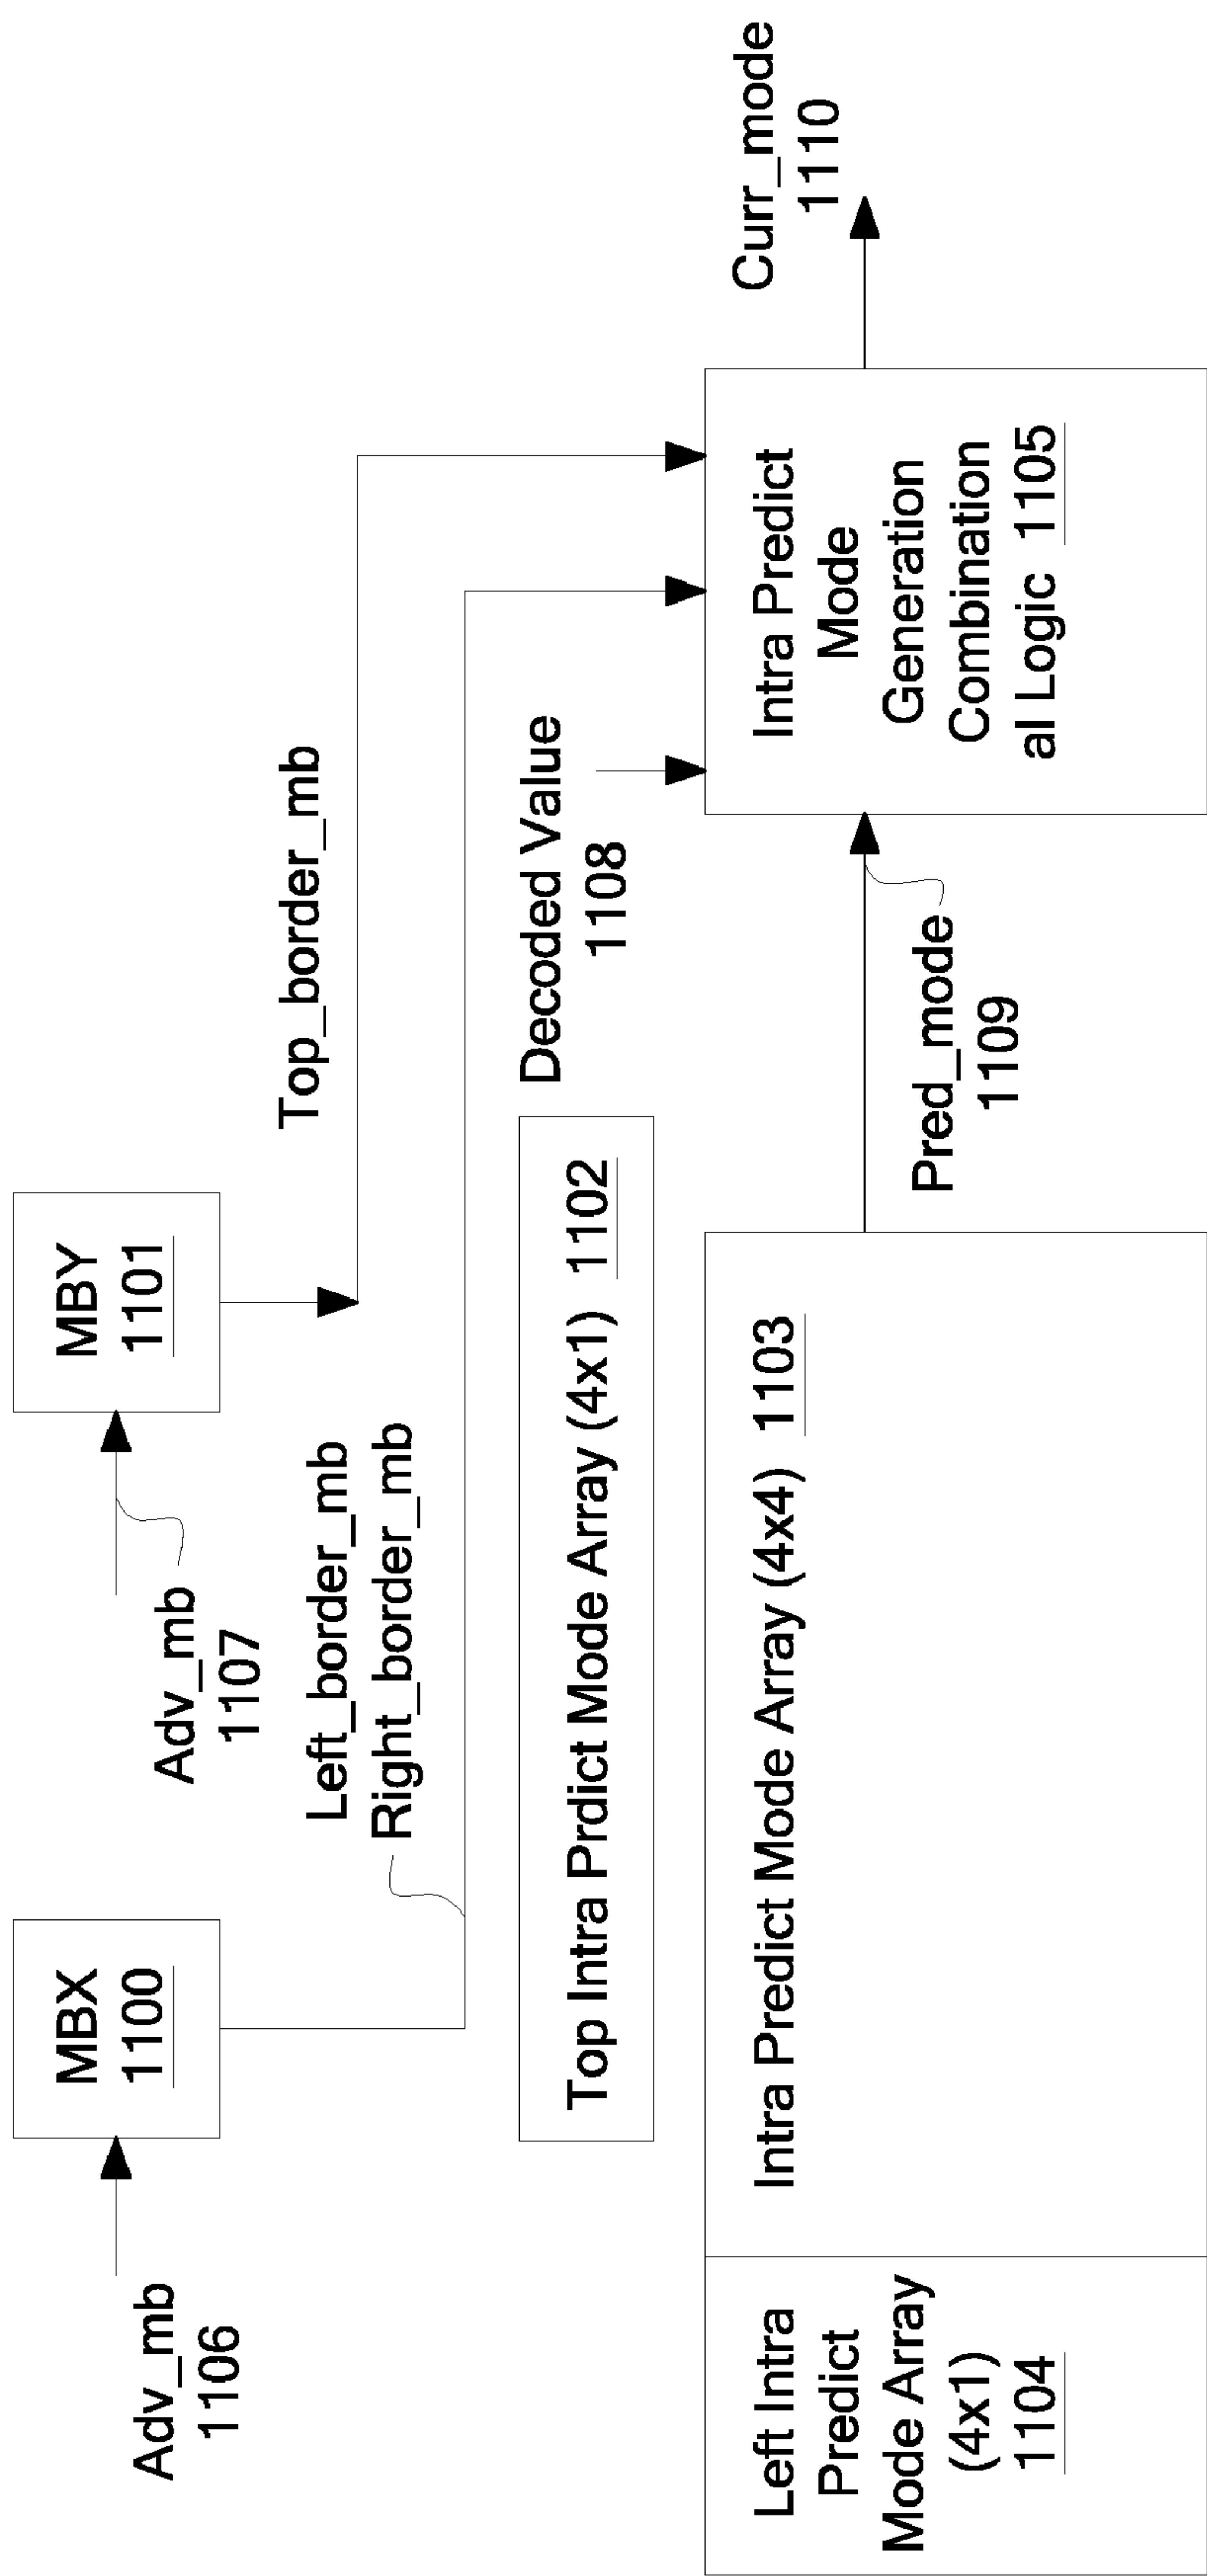 Adv_mb
1106
MBX
1100
Adv_mb
1107
MBY
1101
Left_border_mb
Right_border_mb
Top_border_mb
Top Intra Prdict Mode Array (4x1) 1102
Decoded Value
1108
Left Intra
Predict
Mode Array
(4x1)
1104
Intra Predict Mode Array (4x4) 1103
Pred_mode
1109
Intra Predict
Mode
Generation
Combination
al Logic 1105
Curr_mode
1110